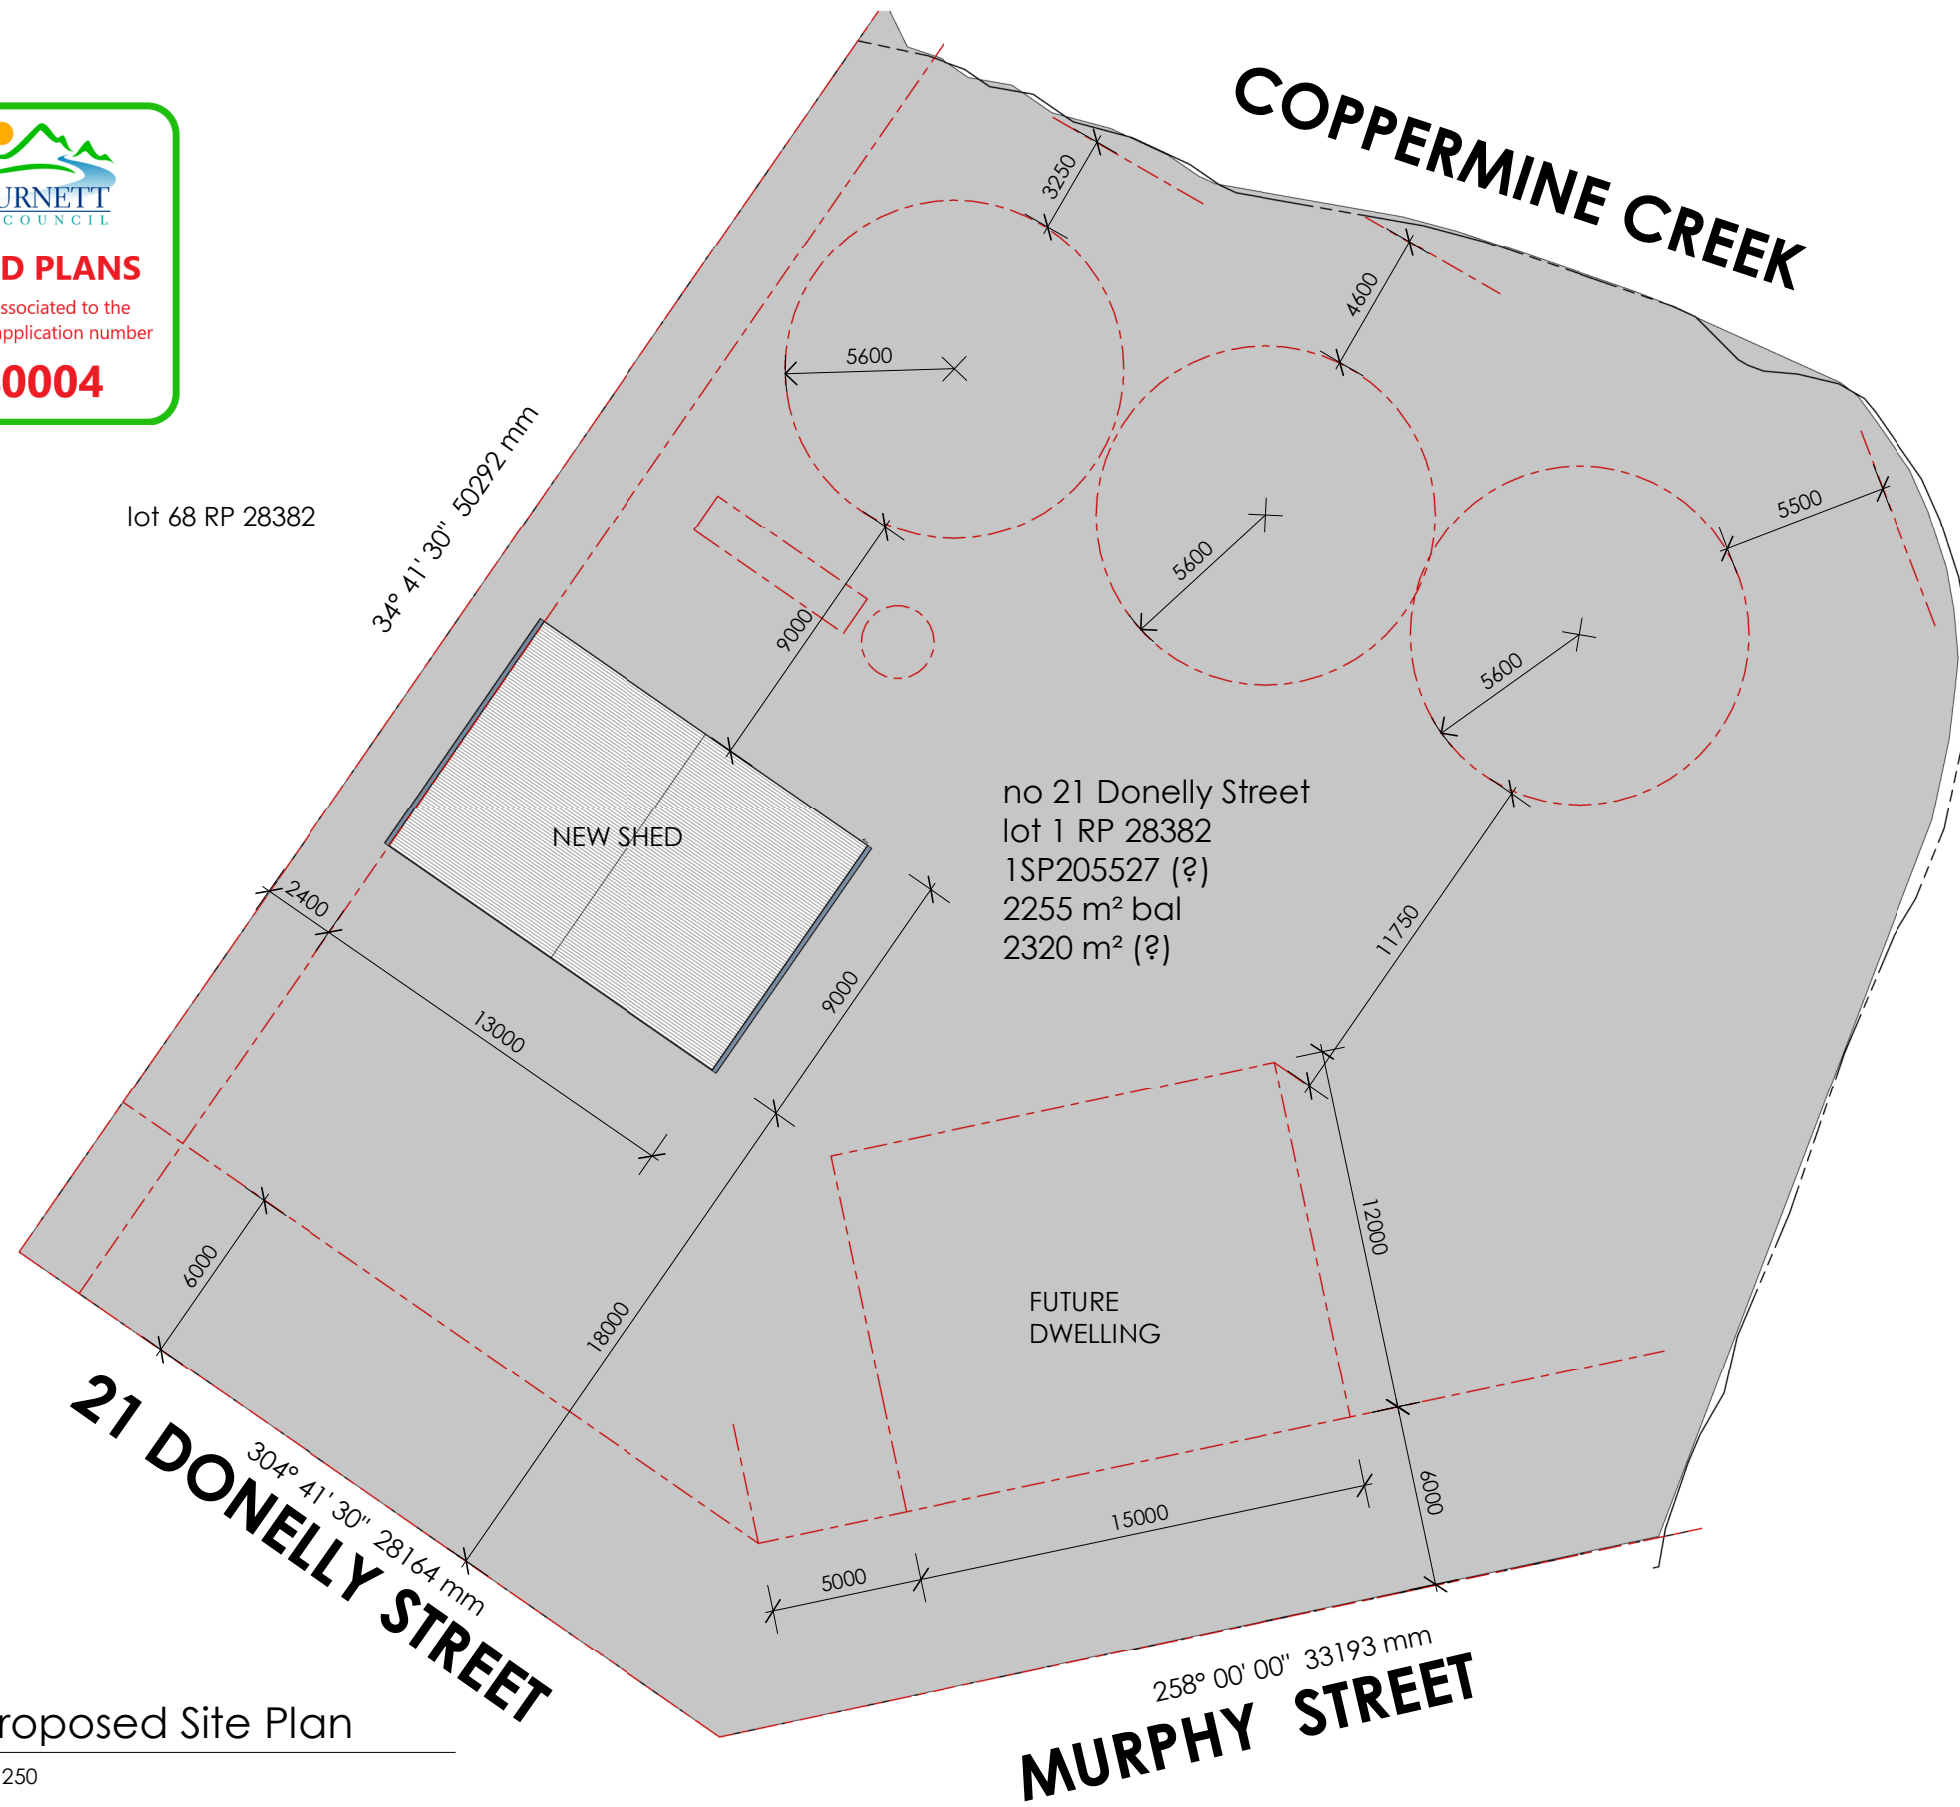 COPPERMINE CREEK
URNETT
COUNCIL
D PLANS
ssociated to the
application number
0004
lot 68 RP 28382
34° 41' 30" 50292 mm
3250
4600
5500
5600
5600
5600
9000
NEW SHED
no 21 Donelly Street
lot 1 RP 28382
1SP205527 (?)
2255 m² bal
2320 m² (?)
2400
13000
9000
11750
12000
6000
18000
FUTURE
DWELLING
6000
15000
5000
21 DONELLY STREET
304° 41' 30" 28164 mm
258° 00' 00" 33193 mm
MURPHY STREET
roposed Site Plan
250